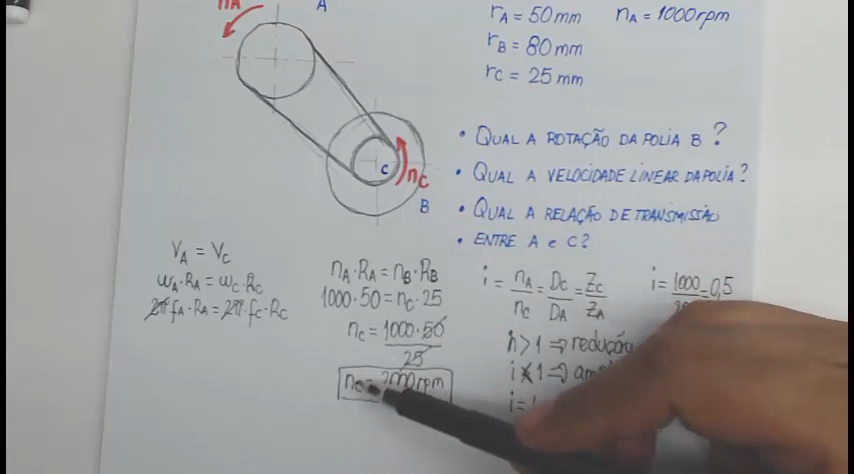 nA
A
rA = 50 mm nA = 1000 rpm
rB = 80 mm
rC = 25 mm
C
nC
B
• QUAL A ROTAÇÃO DA POLIA B?
• QUAL A VELOCIDADE LINEAR DA POLIA?
• QUAL A RELAÇÃO DE TRANSMISSÃO
• ENTRE A e C?
VA = VC
ωA.RA = ωC.RC
2π fA.RA = 2π.fC.RC
nA.RA = nB.RB
1000.50 = nC.25
nC = 1000.50
25
nC = 2000 rpm
i = nA/nC = DC/DA = ZC/ZA
i = 1000 = 0,5
h > 1 ⇒ redução
i < 1 ⇒
i =